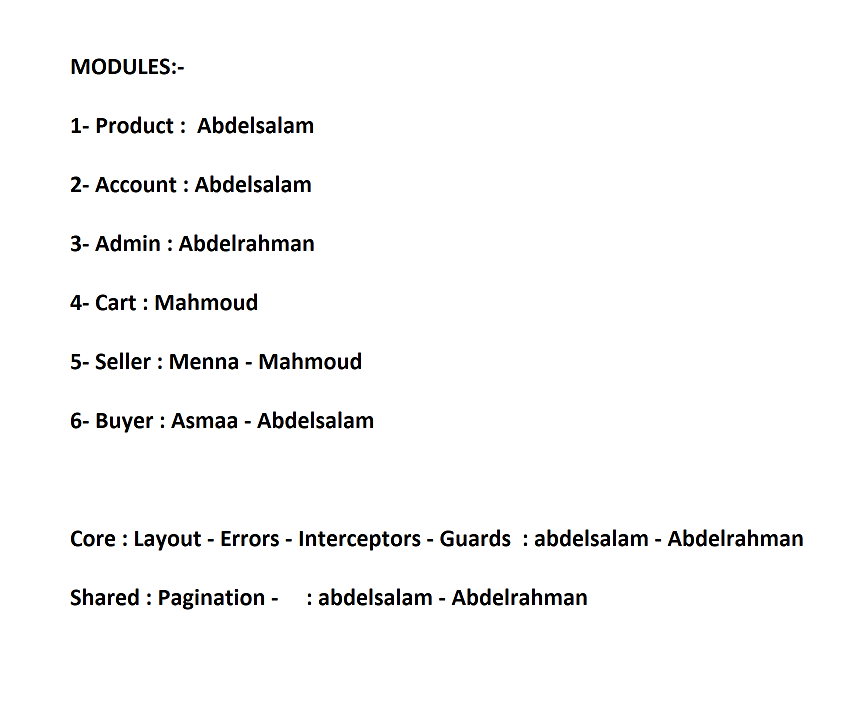 MODULES:-
1- Product :  Abdelsalam
2- Account : Abdelsalam
3- Admin : Abdelrahman
4- Cart : Mahmoud
5- Seller : Menna - Mahmoud
6- Buyer : Asmaa - Abdelsalam
Core : Layout - Errors - Interceptors - Guards  : abdelsalam - Abdelrahman
Shared : Pagination -     : abdelsalam - Abdelrahman